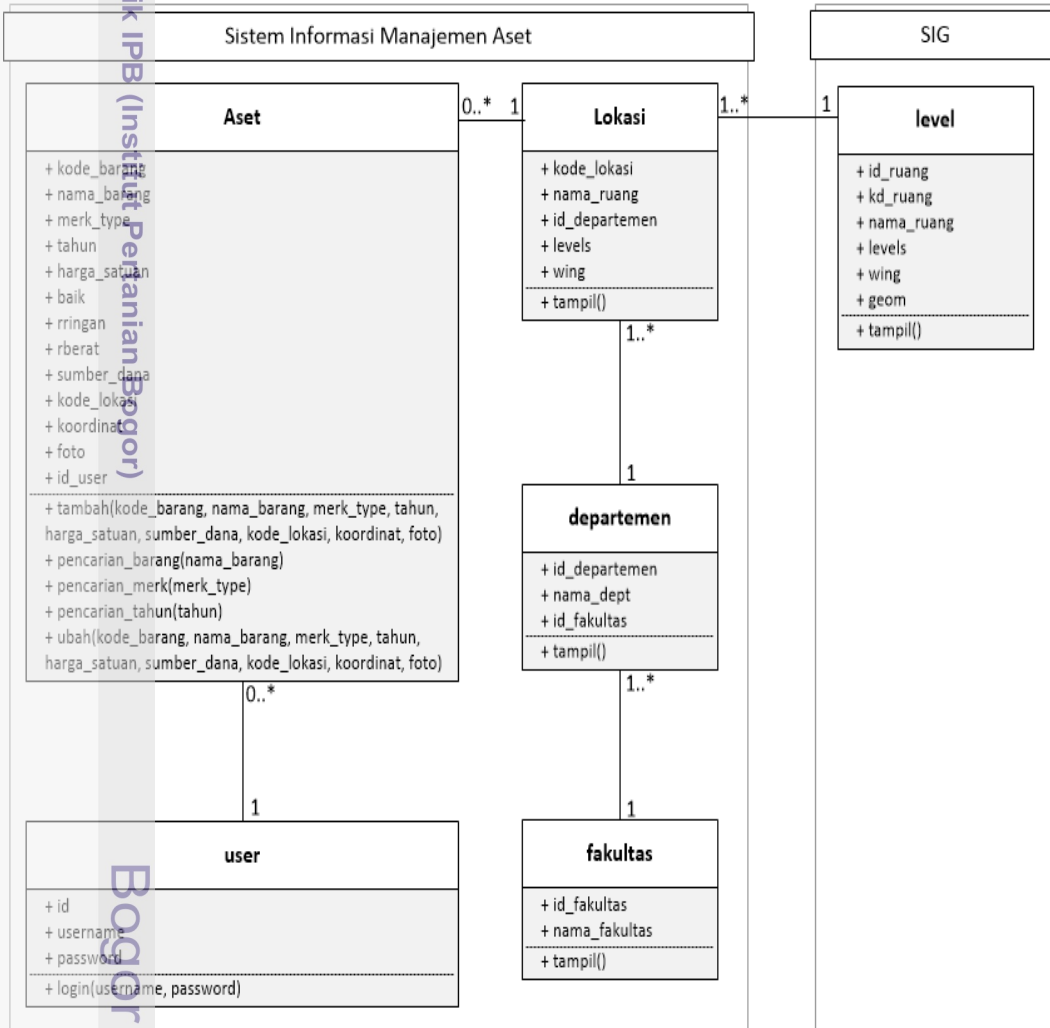 Sistem Informasi Manajemen Aset
SIG
Aset
+ kode_barang
+ nama_barang
+ merk_type
+ tahun
+ harga_satuan
+ baik
+ rringan
+ rberat
+ sumber_dana
+ kode_lokasi
+ koordinat
+ foto
+ id_user
+ tambah(kode_barang, nama_barang, merk_type, tahun,
harga_satuan, sumber_dana, kode_lokasi, koordinat, foto)
+ pencarian_barang(nama_barang)
+ pencarian_merk(merk_type)
+ pencarian_tahun(tahun)
+ ubah(kode_barang, nama_barang, merk_type, tahun,
harga_satuan, sumber_dana, kode_lokasi, koordinat, foto)
0..* 1
Lokasi
+ kode_lokasi
+ nama_ruang
+ id_departemen
+ levels
+ wing
+ tampil()
1..* 1
level
+ id_ruang
+ kd_ruang
+ nama_ruang
+ levels
+ wing
+ geom
+ tampil()
1..*
1
departemen
+ id_departemen
+ nama_dept
+ id_fakultas
+ tampil()
1..*
1
fakultas
+ id_fakultas
+ nama_fakultas
+ tampil()
0..*
1
user
+ id
+ username
+ password
+ login(username, password)
ik IPB (Institut Pertanian Bogor)
Bogor